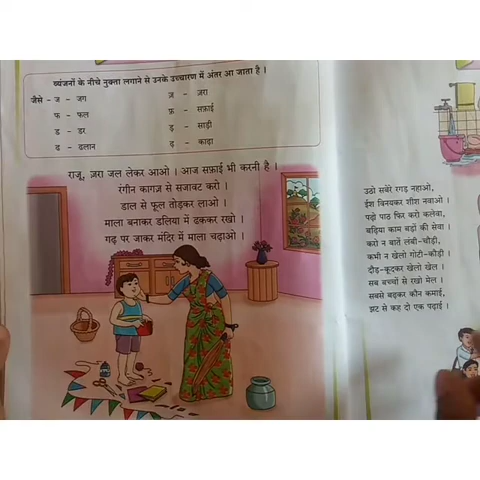 व्यंजनों के नीचे नुक्ता लगाने से उनके उच्चारण में अंतर आ जाता है ।
जैसे - ज - जग ज़ - ज़रा
फ - फल फ़ - सफ़ाई
ड - डर ड़ - साड़ी
ढ - ढलान ढ़ - काढ़ा
राजू, ज़रा जल लेकर आओ । आज सफ़ाई भी करनी है ।
रंगीन कागज़ से सजावट करो ।
डाल से फूल तोड़कर लाओ ।
माला बनाकर डलिया में ढककर रखो ।
गढ़ पर जाकर मंदिर में माला चढ़ाओ ।
उठो सवेरे रगड़ नहाओ,
ईश विनयकर शीश नवाओ ।
पढ़ो पाठ फिर करो कलेवा,
बढ़िया काम बड़ों की सेवा ।
करो न बातें लंबी-चौड़ी,
कभी न खेलो गोटी-कौड़ी ।
दौड़-कूदकर खेलो खेल ।
सब बच्चों से रखो मेल ।
सबसे बढ़कर कौन कमाई,
झट से कह दो एक पढ़ाई ।